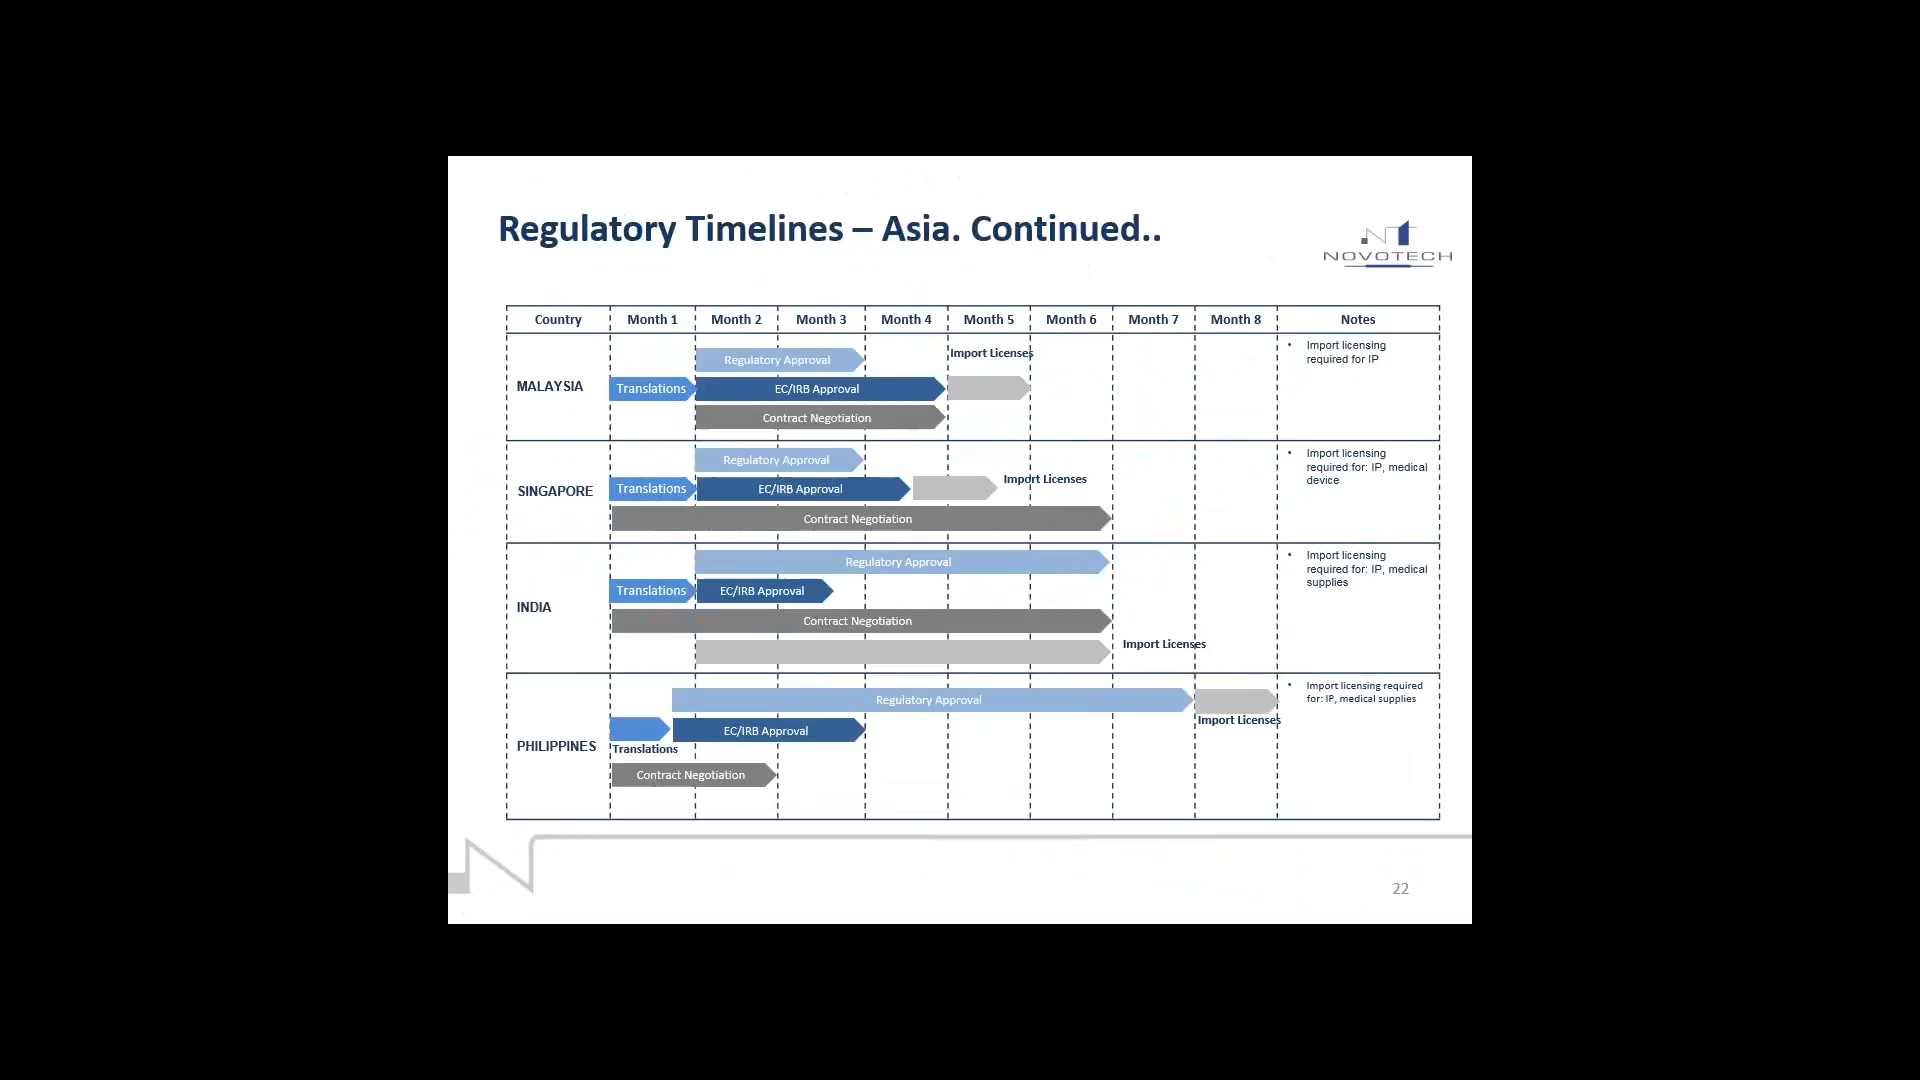 Regulatory Timelines – Asia. Continued..
NOVOTECH
Country Month 1 Month 2 Month 3 Month 4 Month 5 Month 6 Month 7 Month 8 Notes
MALAYSIA
Regulatory Approval
Import Licenses
Translations
EC/IRB Approval
Contract Negotiation
• Import licensing
required for IP
SINGAPORE
Regulatory Approval
Translations
EC/IRB Approval
Import Licenses
Contract Negotiation
• Import licensing
required for: IP, medical
device
INDIA
Regulatory Approval
Translations
EC/IRB Approval
Contract Negotiation
Import Licenses
• Import licensing
required for: IP, medical
supplies
PHILIPPINES
Regulatory Approval
Import Licenses
EC/IRB Approval
Translations
Contract Negotiation
• Import licensing required
for: IP, medical supplies
22